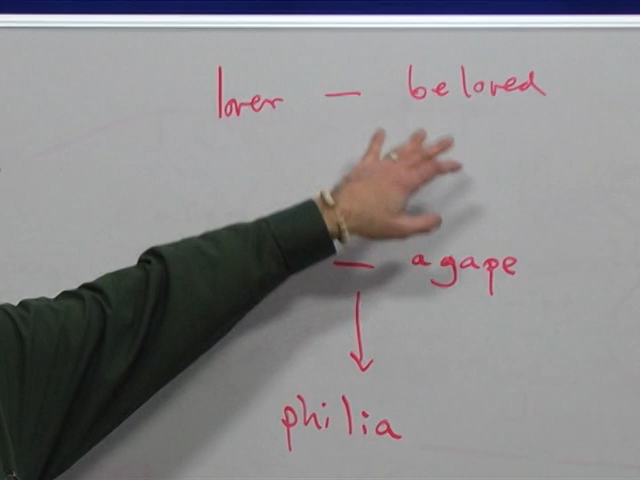 lover — beloved
— agape
↓
philia